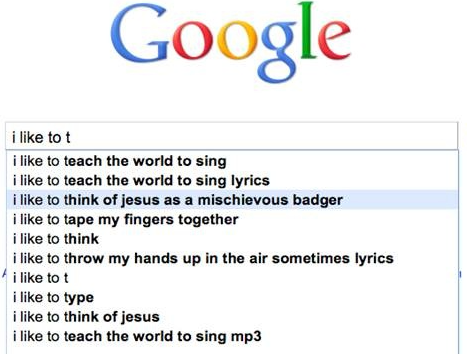 Google
i like to t
i like to teach the world to sing
i like to teach the world to sing lyrics
i like to think of jesus as a mischievous badger
i like to tape my fingers together
i like to think
i like to throw my hands up in the air sometimes lyrics
i like to t
i like to type
i like to think of jesus
i like to teach the world to sing mp3